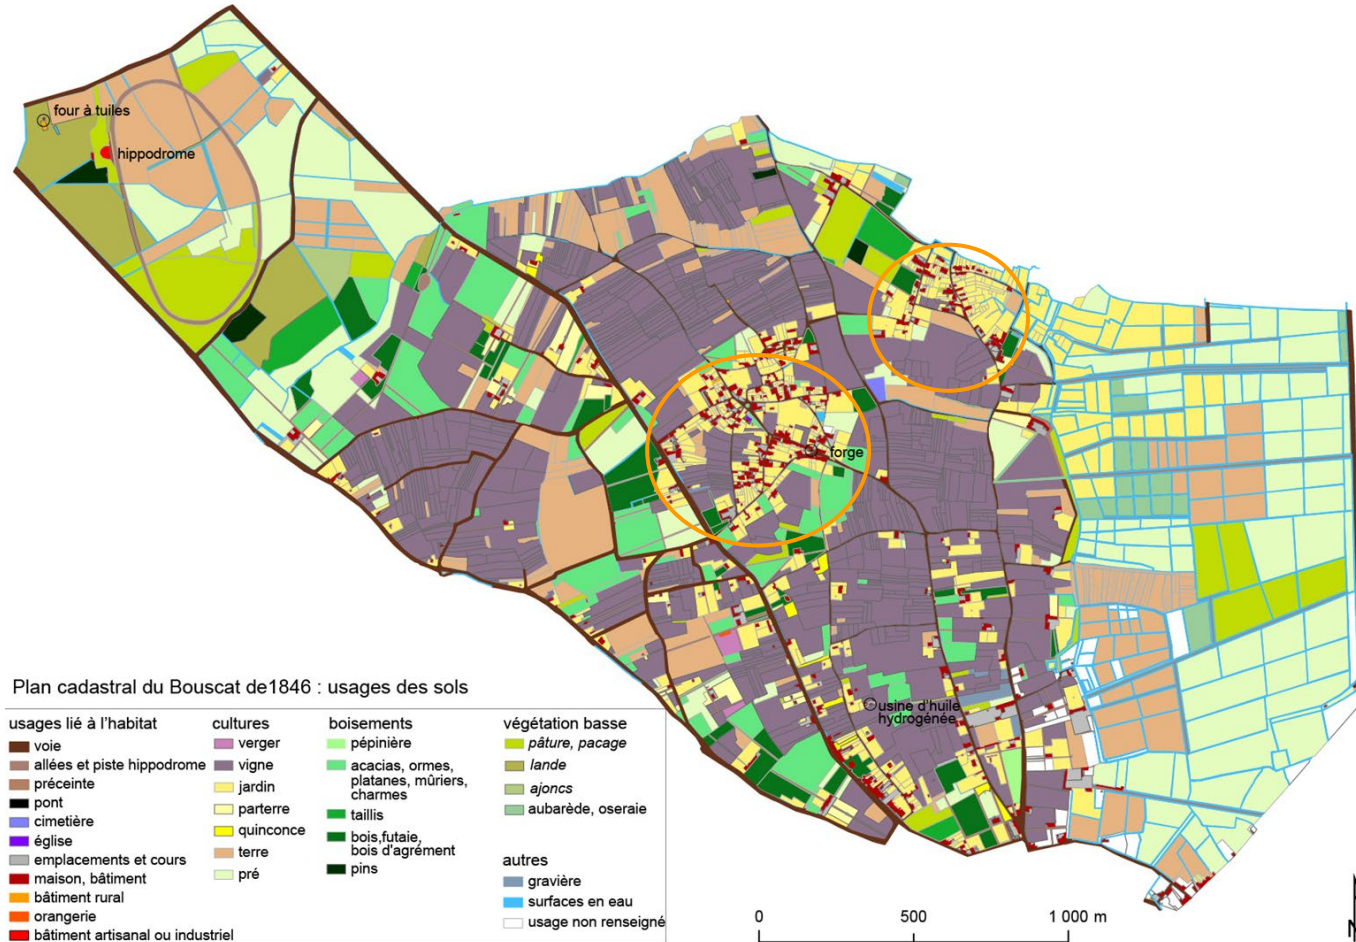 four à tuiles
hippodrome
forge
usine d'huile
hydrogénée
Plan cadastral du Bouscat de1846 : usages des sols
usages lié à l'habitat
voie
allées et piste hippodrome
préceinte
pont
cimetière
église
emplacements et cours
maison, bâtiment
bâtiment rural
orangerie
bâtiment artisanal ou industriel
cultures
verger
vigne
jardin
parterre
quinconce
terre
pré
boisements
pépinière
acacias, ormes,
platanes, mûriers,
charmes
taillis
bois,futaie,
bois d'agrément
pins
végétation basse
pâture, pacage
lande
ajoncs
aubarède, oseraie
autres
gravière
surfaces en eau
usage non renseigné
0 500 1 000 m
N